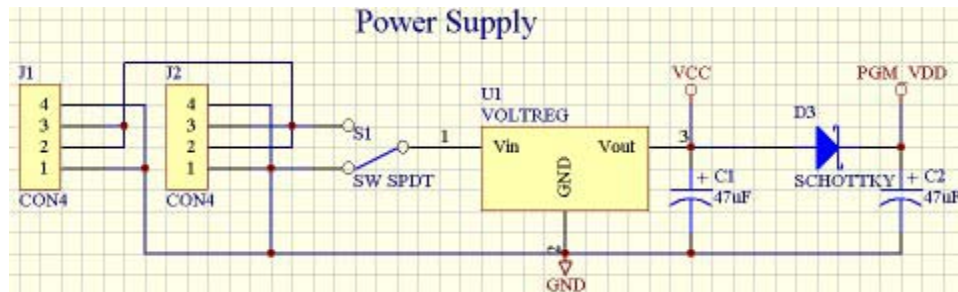 Power Supply
J1
4
3
2
1
CON4
J2
4
3
2
1
CON4
S1
SW SPDT
1
U1
VOLTREG
Vin
Vout
GND
2
3
GND
VCC
+ C1
47uF
D3
SCHOTTKY
PGM_VDD
+ C2
47uF